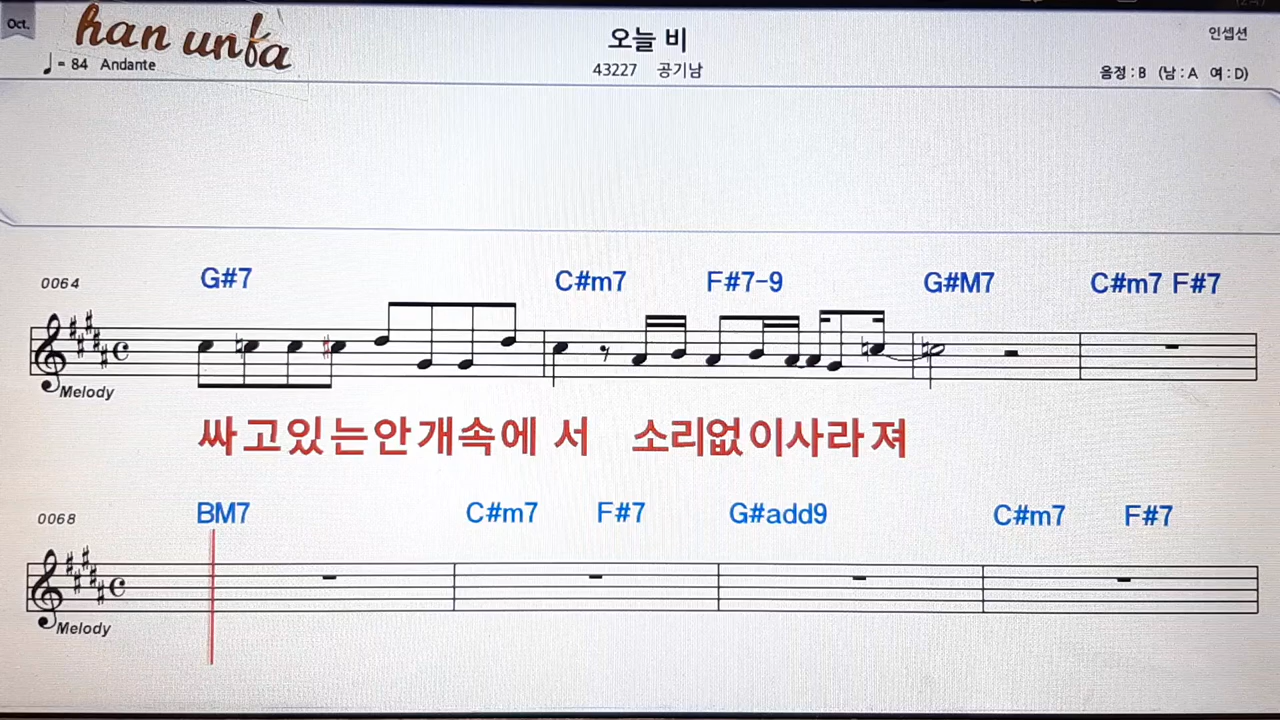 Oct.
han unfa
♩= 84 Andante
오늘 비
43227 공기남
인셉션
음정 : B (남 : A 여 : D)
0064
G#7 C#m7 F#7-9 G#M7 C#m7 F#7
Melody
싸고있는안개속에 서 소리없이사라져
0068
BM7 C#m7 F#7 G#add9 C#m7 F#7
Melody